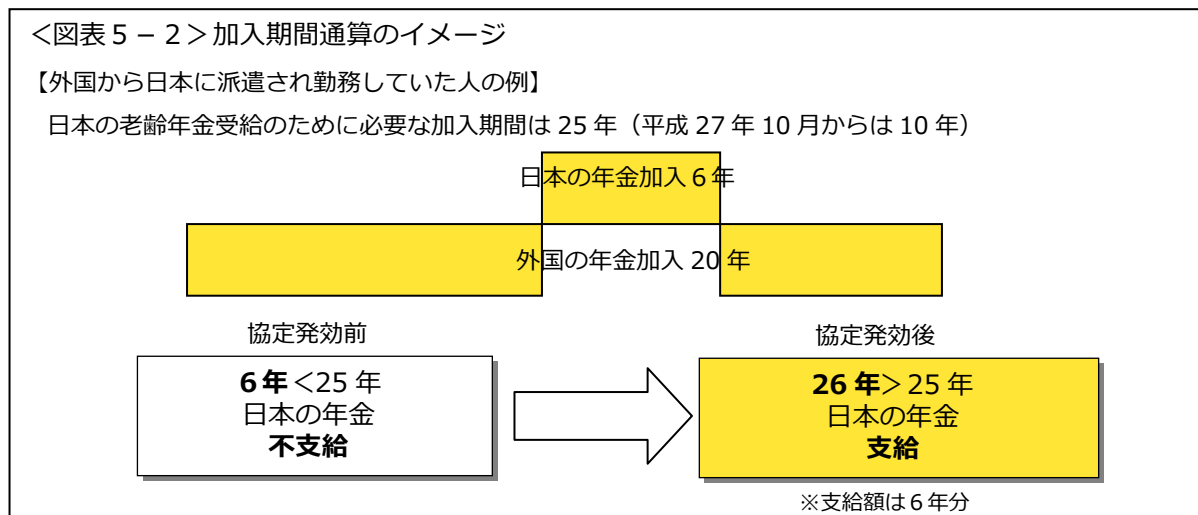 ＜図表５－２＞加入期間通算のイメージ
【外国から日本に派遣され勤務していた人の例】
日本の老齢年金受給のために必要な加入期間は 25 年（平成 27 年 10 月からは 10 年）
日本の年金加入６年
外国の年金加入 20 年
協定発効前
６年＜25 年
日本の年金
不支給
協定発効後
26 年＞25 年
日本の年金
支給
※支給額は６年分